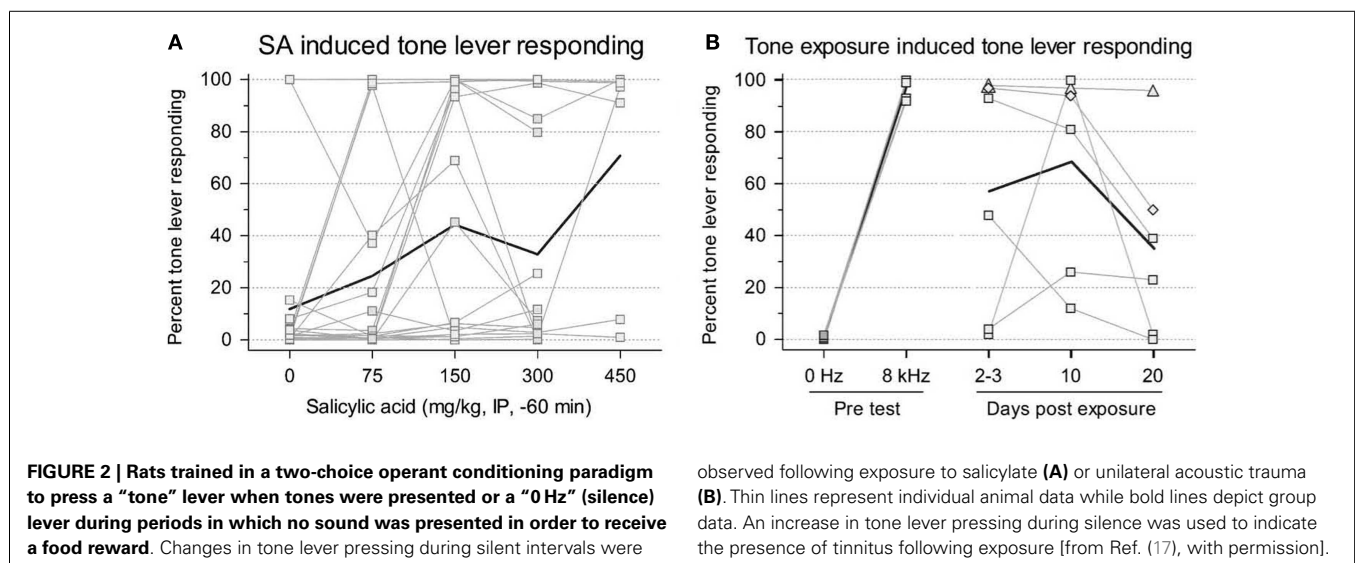 A SA induced tone lever responding
Percent tone lever responding
100
80
60
40
20
0
0 75 150 300 450
Salicylic acid (mg/kg, IP, -60 min)
B Tone exposure induced tone lever responding
Percent tone lever responding
100
80
60
40
20
0
0 Hz 8 kHz 2-3 10 20
Pre test Days post exposure
FIGURE 2 | Rats trained in a two-choice operant conditioning paradigm
to press a “tone” lever when tones were presented or a “0 Hz” (silence)
lever during periods in which no sound was presented in order to receive
a food reward. Changes in tone lever pressing during silent intervals were
observed following exposure to salicylate (A) or unilateral acoustic trauma
(B). Thin lines represent individual animal data while bold lines depict group
data. An increase in tone lever pressing during silence was used to indicate
the presence of tinnitus following exposure [from Ref. (17), with permission].